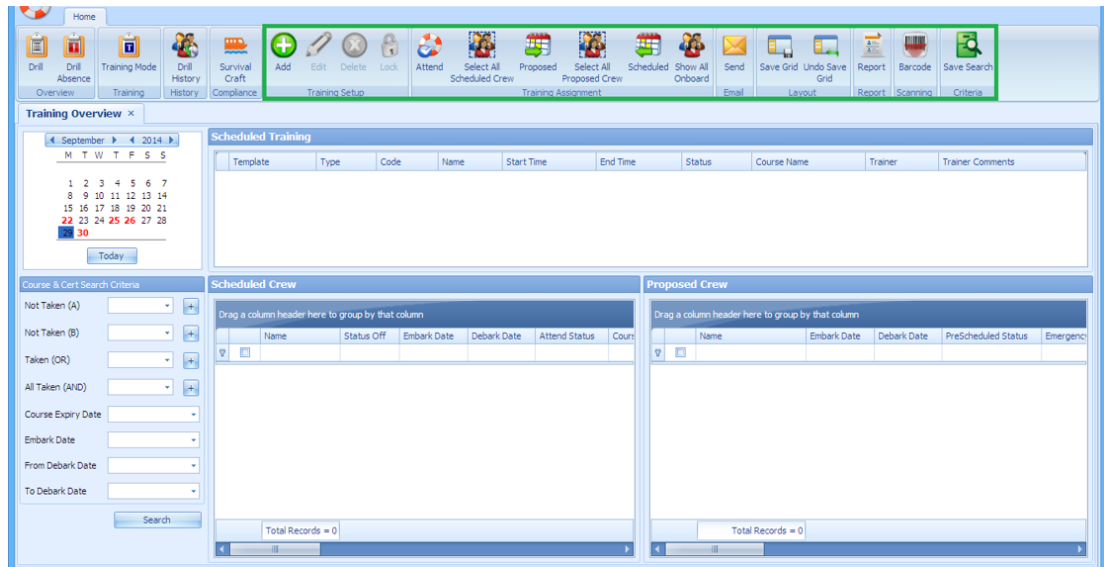 Home
Drill
Drill Absence
Training Mode
Drill History
Survival Craft
Add
Edit
Delete
Lock
Attend
Select All Scheduled Crew
Proposed
Select All Proposed Crew
Scheduled
Show All Onboard
Send
Save Grid
Undo Save Grid
Report
Barcode
Save Search
Overview
Training
History
Compliance
Training Setup
Training Assignment
Email
Layout
Report
Scanning
Criteria
Training Overview ×
September 2014
M T W T F S S
1 2 3 4 5 6 7
8 9 10 11 12 13 14
15 16 17 18 19 20 21
22 23 24 25 26 27 28
29 30
Today
Scheduled Training
Template Type Code Name Start Time End Time Status Course Name Trainer Trainer Comments
Course & Cert Search Criteria
Not Taken (A)
Not Taken (B)
Taken (OR)
All Taken (AND)
Course Expiry Date
Embark Date
From Debark Date
To Debark Date
Search
Scheduled Crew
Drag a column header here to group by that column
Name Status Off Embark Date Debark Date Attend Status Cours
Total Records = 0
Proposed Crew
Drag a column header here to group by that column
Name Embark Date Debark Date PreScheduled Status Emergency
Total Records = 0